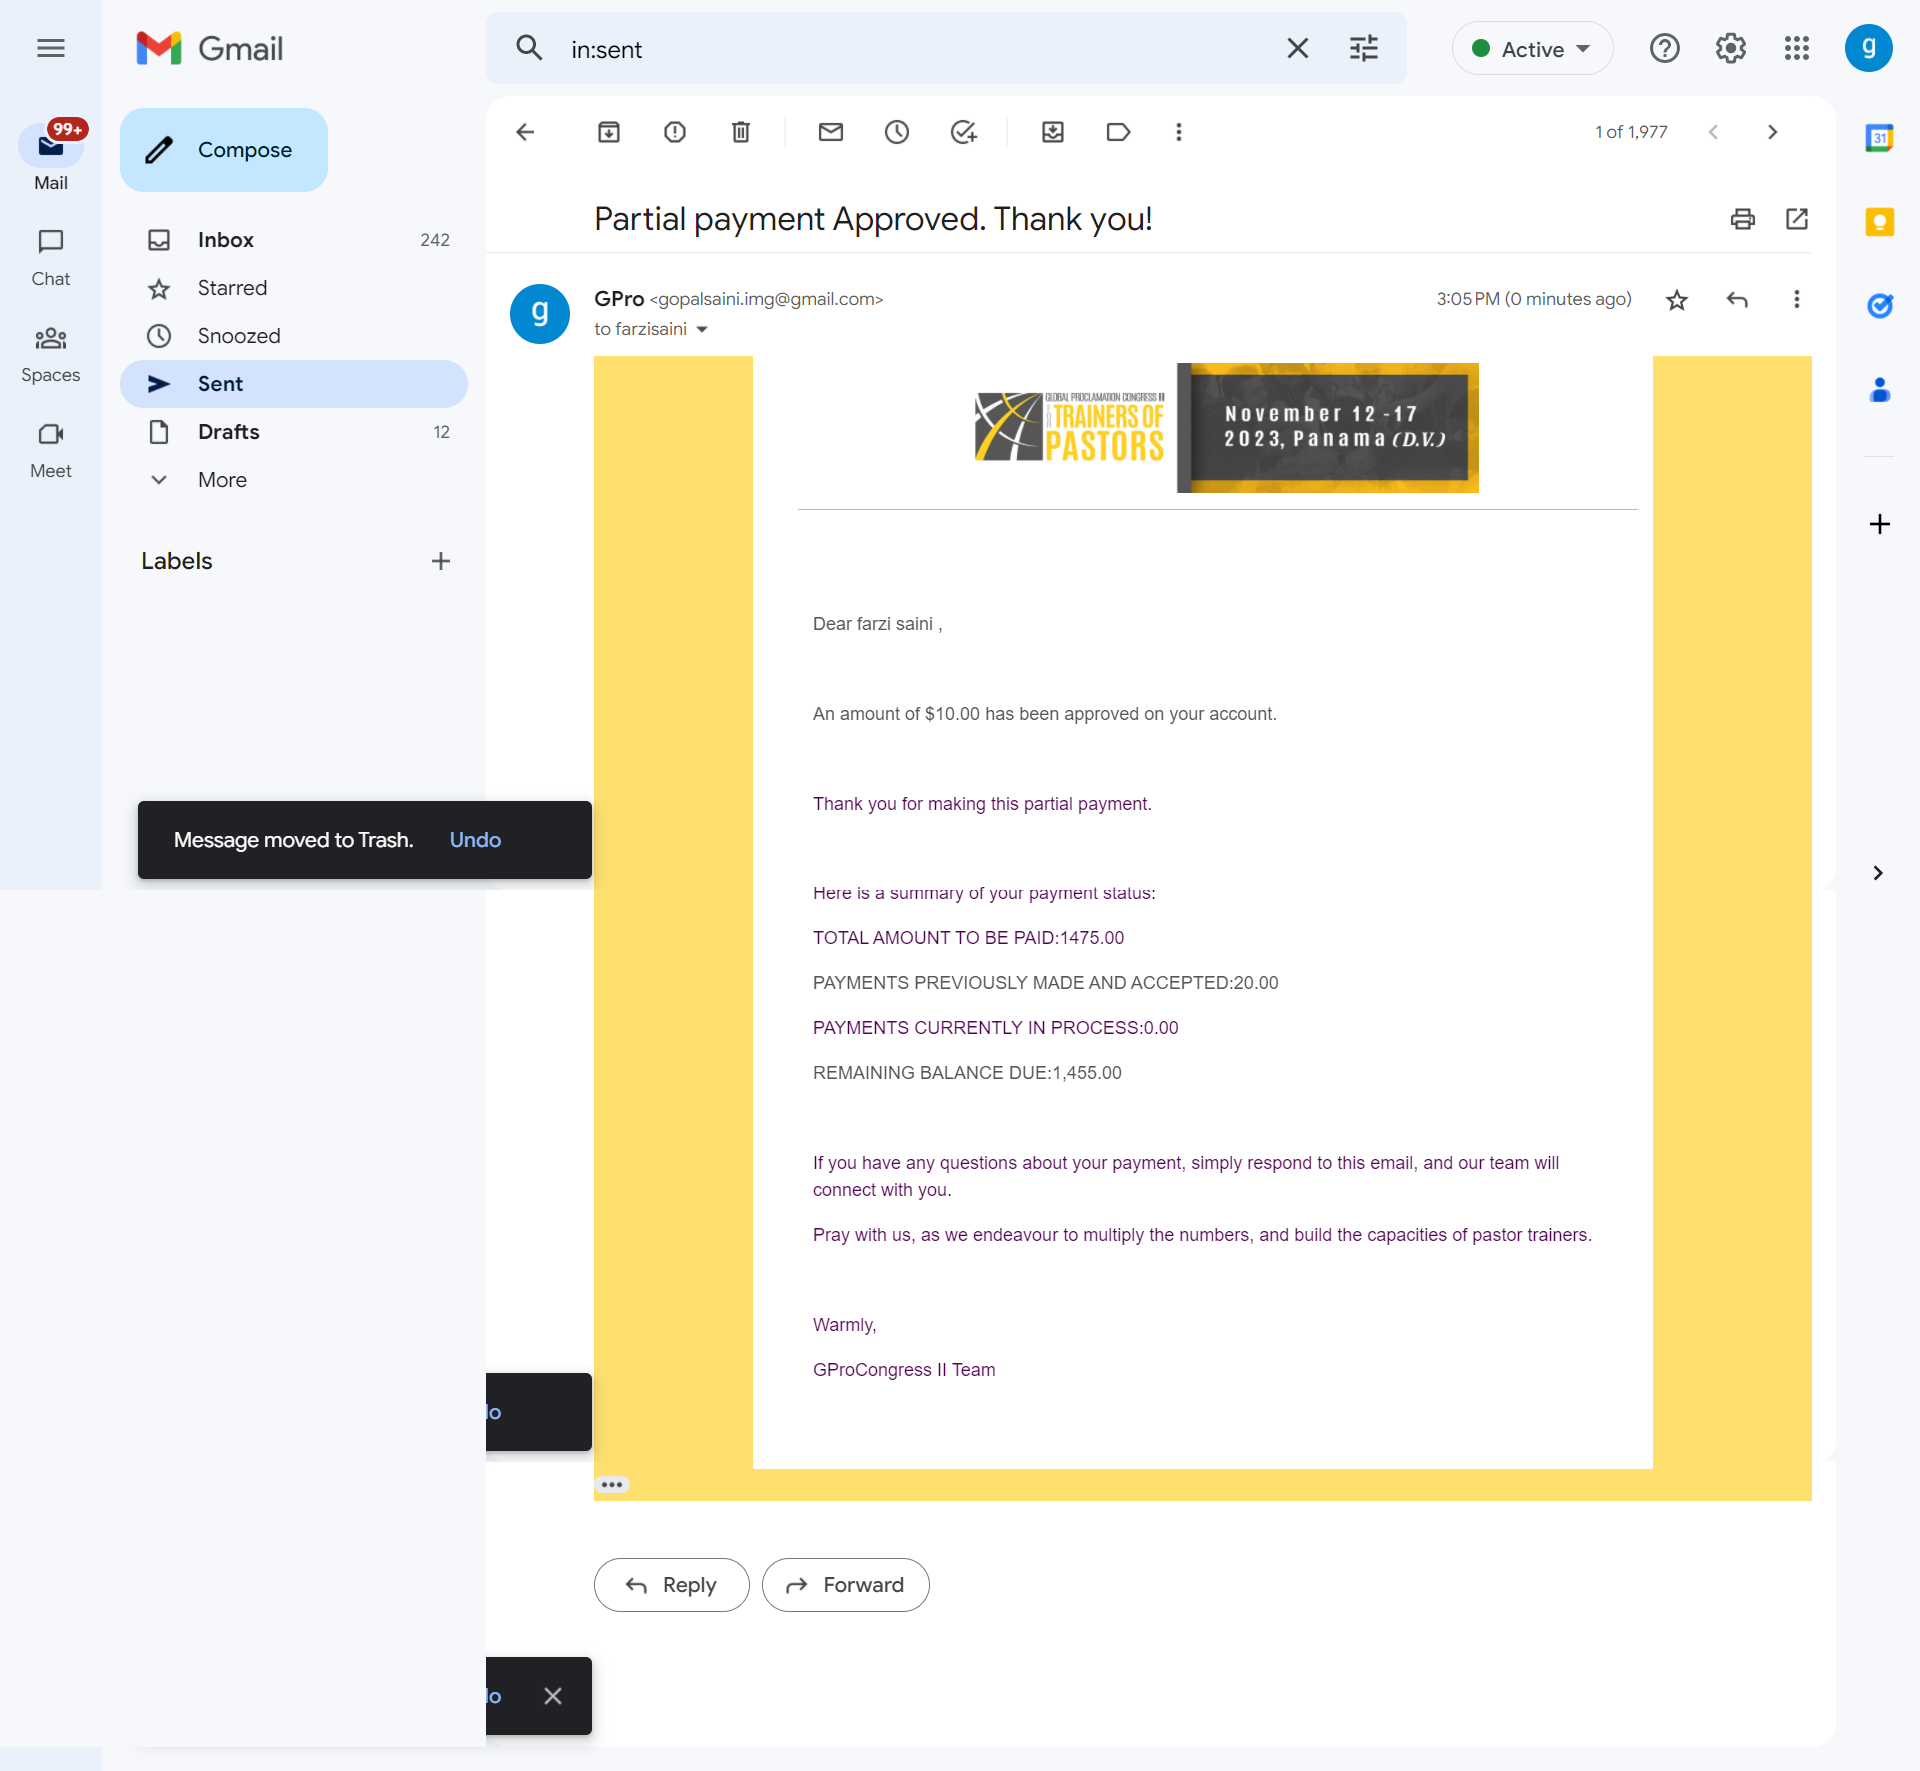 Gmail
in:sent
Active
g
99+
Mail
Compose
1 of 1,977
31
Chat
Inbox 242
Starred
Spaces
Snoozed
Sent
Drafts 12
Meet
More
Labels
Partial payment Approved. Thank you!
g
GPro <gopalsaini.img@gmail.com>
3:05 PM (0 minutes ago)
to farzisaini
GLOBAL PROCLAMATION CONGRESS II
FOR
TRAINERS OF
PASTORS
November 12 -17
2023, Panama (D.V.)
Dear farzi saini ,
An amount of $10.00 has been approved on your account.
Thank you for making this partial payment.
Message moved to Trash. Undo
Here is a summary of your payment status:
TOTAL AMOUNT TO BE PAID:1475.00
PAYMENTS PREVIOUSLY MADE AND ACCEPTED:20.00
PAYMENTS CURRENTLY IN PROCESS:0.00
REMAINING BALANCE DUE:1,455.00
If you have any questions about your payment, simply respond to this email, and our team will
connect with you.
Pray with us, as we endeavour to multiply the numbers, and build the capacities of pastor trainers.
Warmly,
GProCongress II Team
Reply
Forward